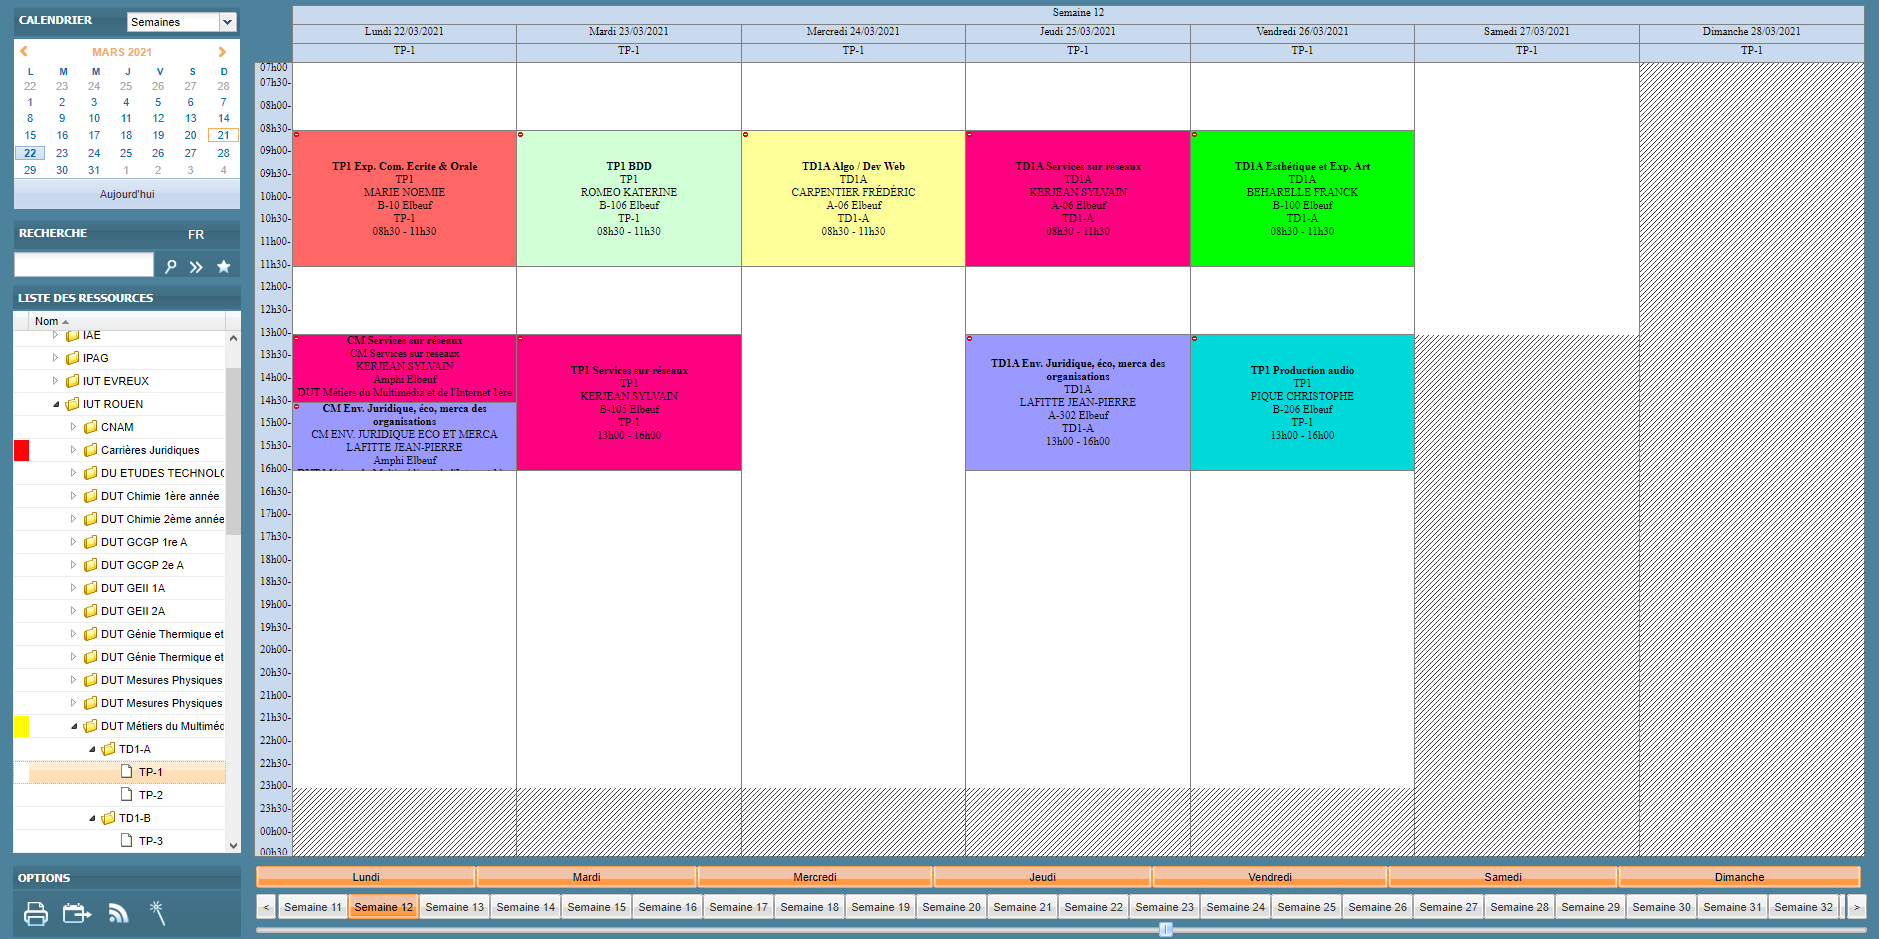 CALENDRIER
Semaines
MARS 2021
L M M J V S D
22 23 24 25 26 27 28
1 2 3 4 5 6 7
8 9 10 11 12 13 14
15 16 17 18 19 20 21
22 23 24 25 26 27 28
29 30 31 1 2 3 4
Aujourd'hui
RECHERCHE FR
LISTE DES RESSOURCES
Nom
IAE
IPAG
IUT EVREUX
IUT ROUEN
CNAM
Carrières Juridiques
DU ETUDES TECHNOLO
DUT Chimie 1ère année
DUT Chimie 2ème année
DUT GCGP 1re A
DUT GCGP 2e A
DUT GEII 1A
DUT GEII 2A
DUT Génie Thermique et
DUT Génie Thermique et
DUT Mesures Physiques
DUT Mesures Physiques
DUT Métiers du Multiméd
TD1-A
TP-1
TP-2
TD1-B
TP-3
OPTIONS
Semaine 12
Lundi 22/03/2021 Mardi 23/03/2021 Mercredi 24/03/2021 Jeudi 25/03/2021 Vendredi 26/03/2021 Samedi 27/03/2021 Dimanche 28/03/2021
TP-1 TP-1 TP-1 TP-1 TP-1 TP-1 TP-1
07h00
07h30-
08h00-
08h30-
09h00-
09h30-
10h00-
10h30-
11h00-
11h30-
12h00-
12h30-
13h00-
13h30-
14h00-
14h30-
15h00-
15h30-
16h00-
16h30-
17h00-
17h30-
18h00-
18h30-
19h00-
19h30-
20h00-
20h30-
21h00-
21h30-
22h00-
22h30-
23h00-
23h30-
00h00-
00h30
TP1 Exp. Com. Ecrite & Orale
TP1
MARIE NOEMIE
B-10 Elbeuf
TP-1
08h30 - 11h30
CM Services sur réseaux
CM Services sur réseaux
KERJEAN SYLVAIN
Amphi Elbeuf
DUT Métiers du Multimédia et de l'Internet 1ère
CM Env. Juridique, éco, merca des
organisations
CM ENV. JURIDIQUE ECO ET MERCA
LAFITTE JEAN-PIERRE
Amphi Elbeuf
TP1 BDD
TP1
ROMEO KATERINE
B-106 Elbeuf
TP-1
08h30 - 11h30
TP1 Services sur réseaux
TP1
KERJEAN SYLVAIN
B-105 Elbeuf
TP-1
13h00 - 16h00
TD1A Algo / Dev Web
TD1A
CARPENTIER FRÉDÉRIC
A-06 Elbeuf
TD1-A
08h30 - 11h30
TD1A Services sur réseaux
TD1A
KERJEAN SYLVAIN
A-06 Elbeuf
TD1-A
08h30 - 11h30
TD1A Env. Juridique, éco, merca des
organisations
TD1A
LAFITTE JEAN-PIERRE
A-302 Elbeuf
TD1-A
13h00 - 16h00
TD1A Esthétique et Exp. Art
TD1A
BEHARELLE FRANCK
B-100 Elbeuf
TD1-A
08h30 - 11h30
TP1 Production audio
TP1
PIQUE CHRISTOPHE
B-206 Elbeuf
TP-1
13h00 - 16h00
Lundi Mardi Mercredi Jeudi Vendredi Samedi Dimanche
< Semaine 11 Semaine 12 Semaine 13 Semaine 14 Semaine 15 Semaine 16 Semaine 17 Semaine 18 Semaine 19 Semaine 20 Semaine 21 Semaine 22 Semaine 23 Semaine 24 Semaine 25 Semaine 26 Semaine 27 Semaine 28 Semaine 29 Semaine 30 Semaine 31 Semaine 32 >